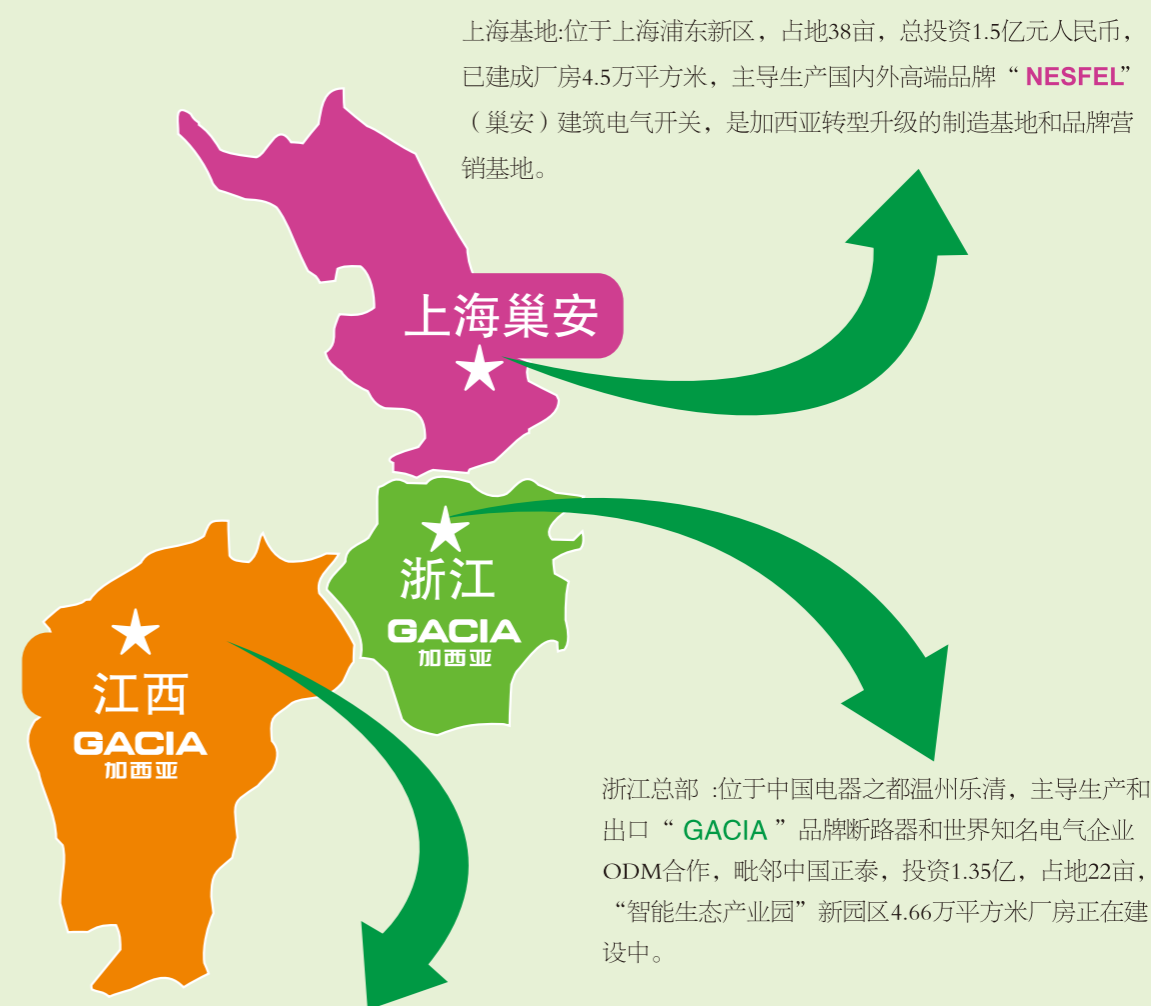 上海基地:位于上海浦东新区，占地38亩，总投资1.5亿元人民币，
已建成厂房4.5万平方米，主导生产国内外高端品牌“NESFEL”
（巢安）建筑电气开关，是加西亚转型升级的制造基地和品牌营
销基地。
上海巢安
浙江
GACIA
加西亚
江西
GACIA
加西亚
浙江总部 :位于中国电器之都温州乐清，主导生产和
出口“ GACIA ”品牌断路器和世界知名电气企业
ODM合作，毗邻中国正泰，投资1.35亿，占地22亩，
“智能生态产业园”新园区4.66万平方米厂房正在建
设中。